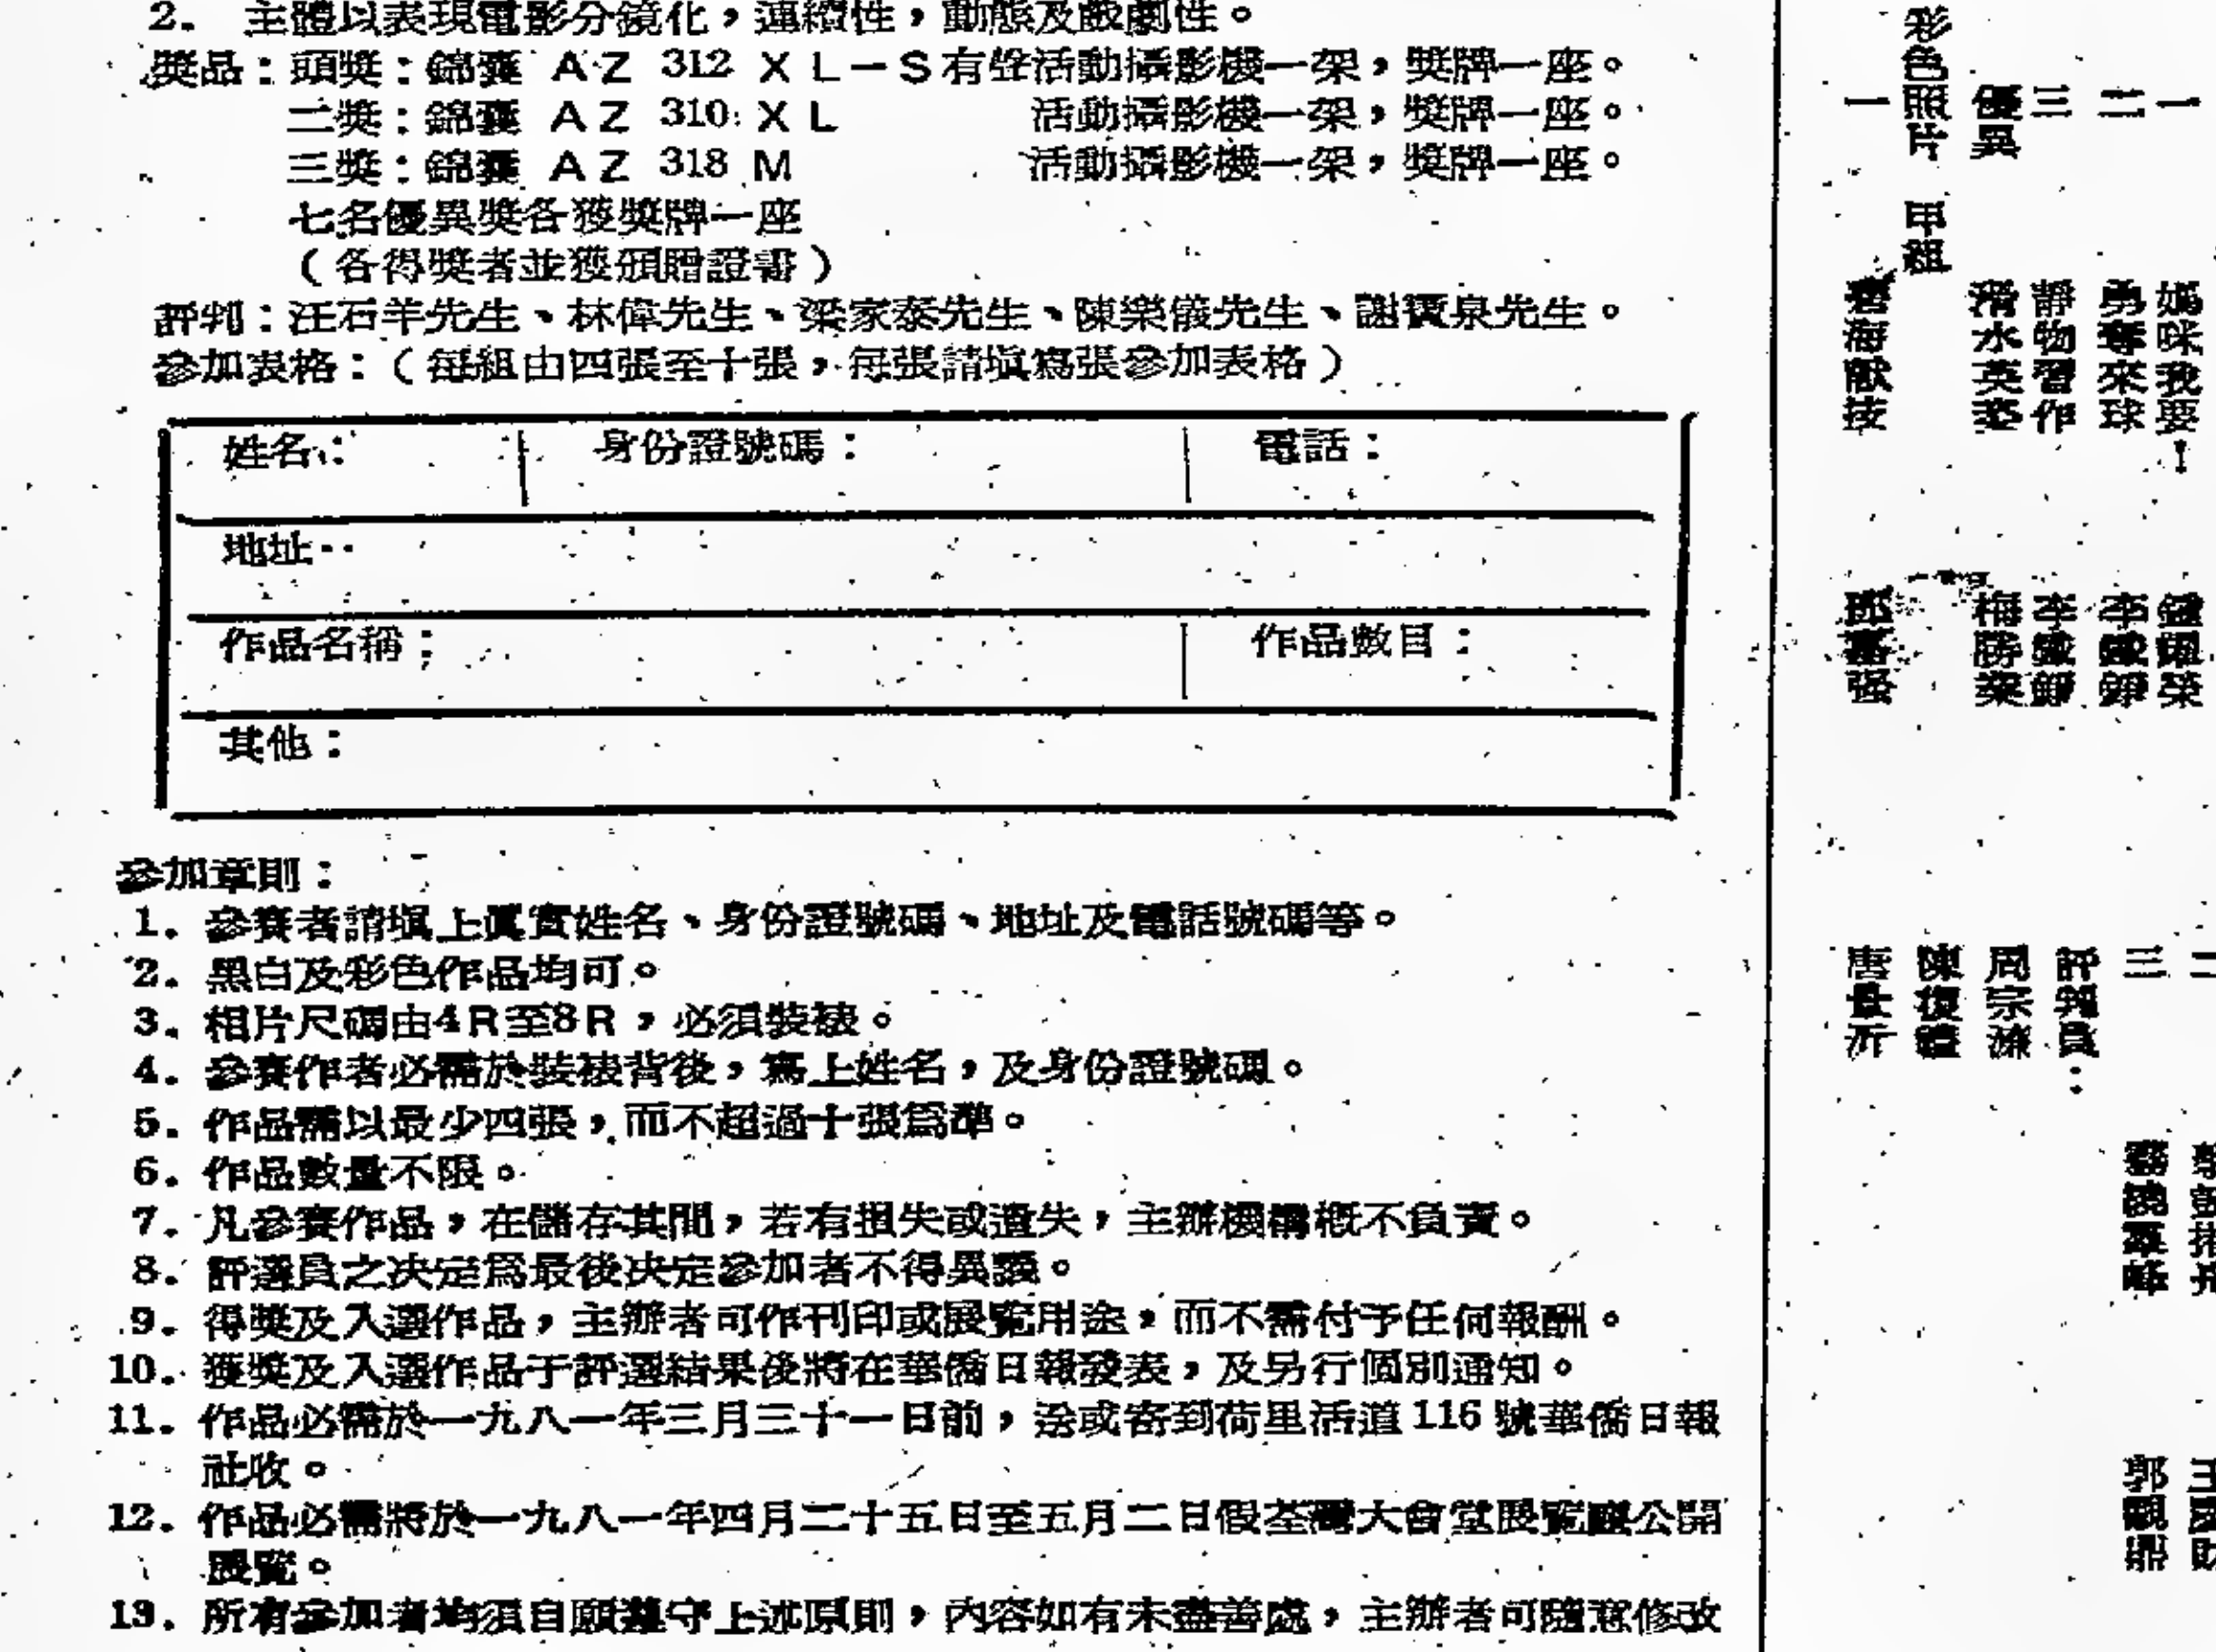 2. 主體以表現電影分鏡化，連續性，動態及戲劇性。
獎品：頭獎：錦囊 AZ 312 XL－S有聲活動攝影機一架，獎牌一座。
二獎：錦囊 AZ 310 XL 活動攝影機一架，獎牌一座。
三獎：錦囊 AZ 318 M 活動攝影機一架，獎牌一座。
七名優異獎各獲獎牌一座
（各得獎者並獲頒贈證書）
評判：汪石羊先生、林偉先生、梁家泰先生、陳樂儀先生、謝寶泉先生。
參加表格：（每組由四張至十張，每張請塡寫張參加表格）
姓名： 身份證號碼： 電話：
地址
作品名稱： 作品數目：
其他：
參加章則：
1. 參賽者請塡上眞實姓名、身份證號碼、地址及電話號碼等。
2. 黑白及彩色作品均可。
3. 相片尺碼由4R至8R，必須裝裱。
4. 參賽作者必需於裝裱背後，寫上姓名，及身份證號碼。
5. 作品需以最少四張，而不超過十張爲準。
6. 作品數量不限。
7. 凡參賽作品，在儲存其間，若有損失或遺失，主辦機構概不負責。
8. 評選員之决定爲最後决定參加者不得異議。
9. 得獎及入選作品，主辦者可作刊印或展覽用途，而不需付予任何報酬。
10. 獲獎及入選作品于評選結果後將在華僑日報發表，及另行個別通知。
11. 作品必需於一九八一年三月三十一日前，送或寄到荷里活道116號華僑日報
社收。
12. 作品必需將於一九八一年四月二十五日至五月二日假荃灣大會堂展覽廳公開
展覽。
13. 所有參加者均須自願遵守上述原則，內容如有未盡善處，主辦者可隨意修改
一 媽咪我要！
二 勇奪來球
三 靜物習作 李
優異 滑水英姿 梅勝
彩色照片 甲組
一 海獻技
二
三
評判員：
周宗
陳復禮
唐
郭